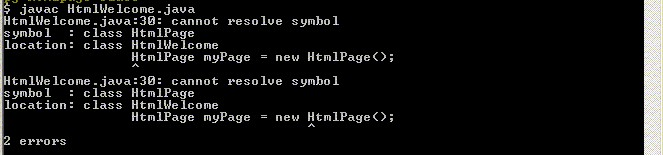 $ javac HtmlWelcome.java
HtmlWelcome.java:30: cannot resolve symbol
symbol  : class HtmlPage
location: class HtmlWelcome
                HtmlPage myPage = new HtmlPage();
                ^
HtmlWelcome.java:30: cannot resolve symbol
symbol  : class HtmlPage
location: class HtmlWelcome
                HtmlPage myPage = new HtmlPage();
                                      ^
2 errors